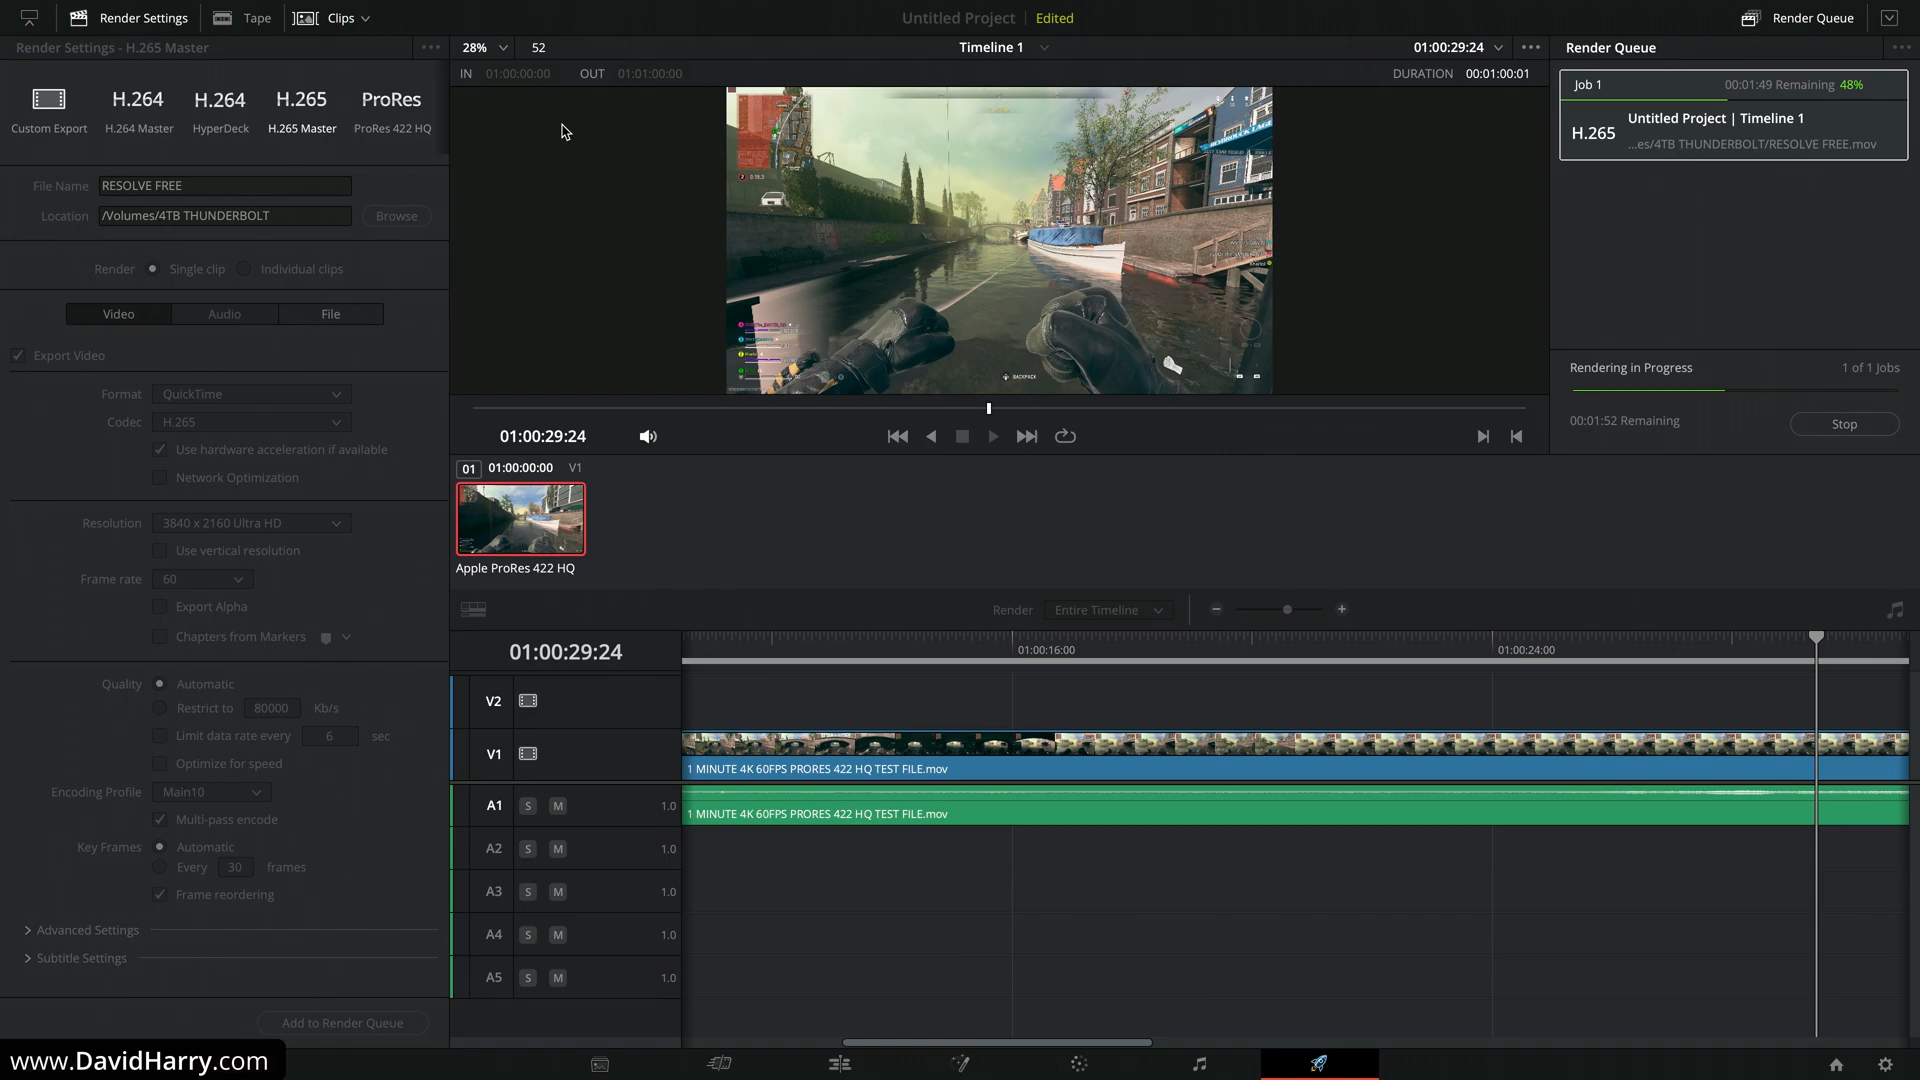 Render Settings
Tape
Clips
Untitled Project
Edited
Render Queue
Render Settings - H.265 Master
28%
52
Timeline 1
01:00:29:24
Render Queue
IN 01:00:00:00 OUT 01:01:00:00
DURATION 00:01:00:01
Job 1
00:01:49 Remaining 48%
H.265
Untitled Project | Timeline 1
...es/4TB THUNDERBOLT/RESOLVE FREE.mov
H.264
H.264
H.265
ProRes
Custom Export
H.264 Master
HyperDeck
H.265 Master
ProRes 422 HQ
File Name RESOLVE FREE
Location /Volumes/4TB THUNDERBOLT Browse
Render Single clip Individual clips
Video Audio File
Export Video
Format QuickTime
Codec H.265
Use hardware acceleration if available
Network Optimization
Resolution 3840 x 2160 Ultra HD
Use vertical resolution
Frame rate 60
Export Alpha
Chapters from Markers
Quality Automatic
Restrict to 80000 Kb/s
Limit data rate every 6 sec
Optimize for speed
Encoding Profile Main10
Multi-pass encode
Key Frames Automatic
Every 30 frames
Frame reordering
Advanced Settings
Subtitle Settings
Add to Render Queue
BACKPACK
Rendering in Progress
1 of 1 Jobs
00:01:52 Remaining
Stop
01:00:29:24
01 01:00:00:00 V1
Apple ProRes 422 HQ
Render Entire Timeline
01:00:29:24
01:00:16:00
01:00:24:00
V2
V1
1 MINUTE 4K 60FPS PRORES 422 HQ TEST FILE.mov
A1 S M 1.0
1 MINUTE 4K 60FPS PRORES 422 HQ TEST FILE.mov
A2 S M 1.0
A3 S M 1.0
A4 S M 1.0
A5 S M 1.0
www.DavidHarry.com